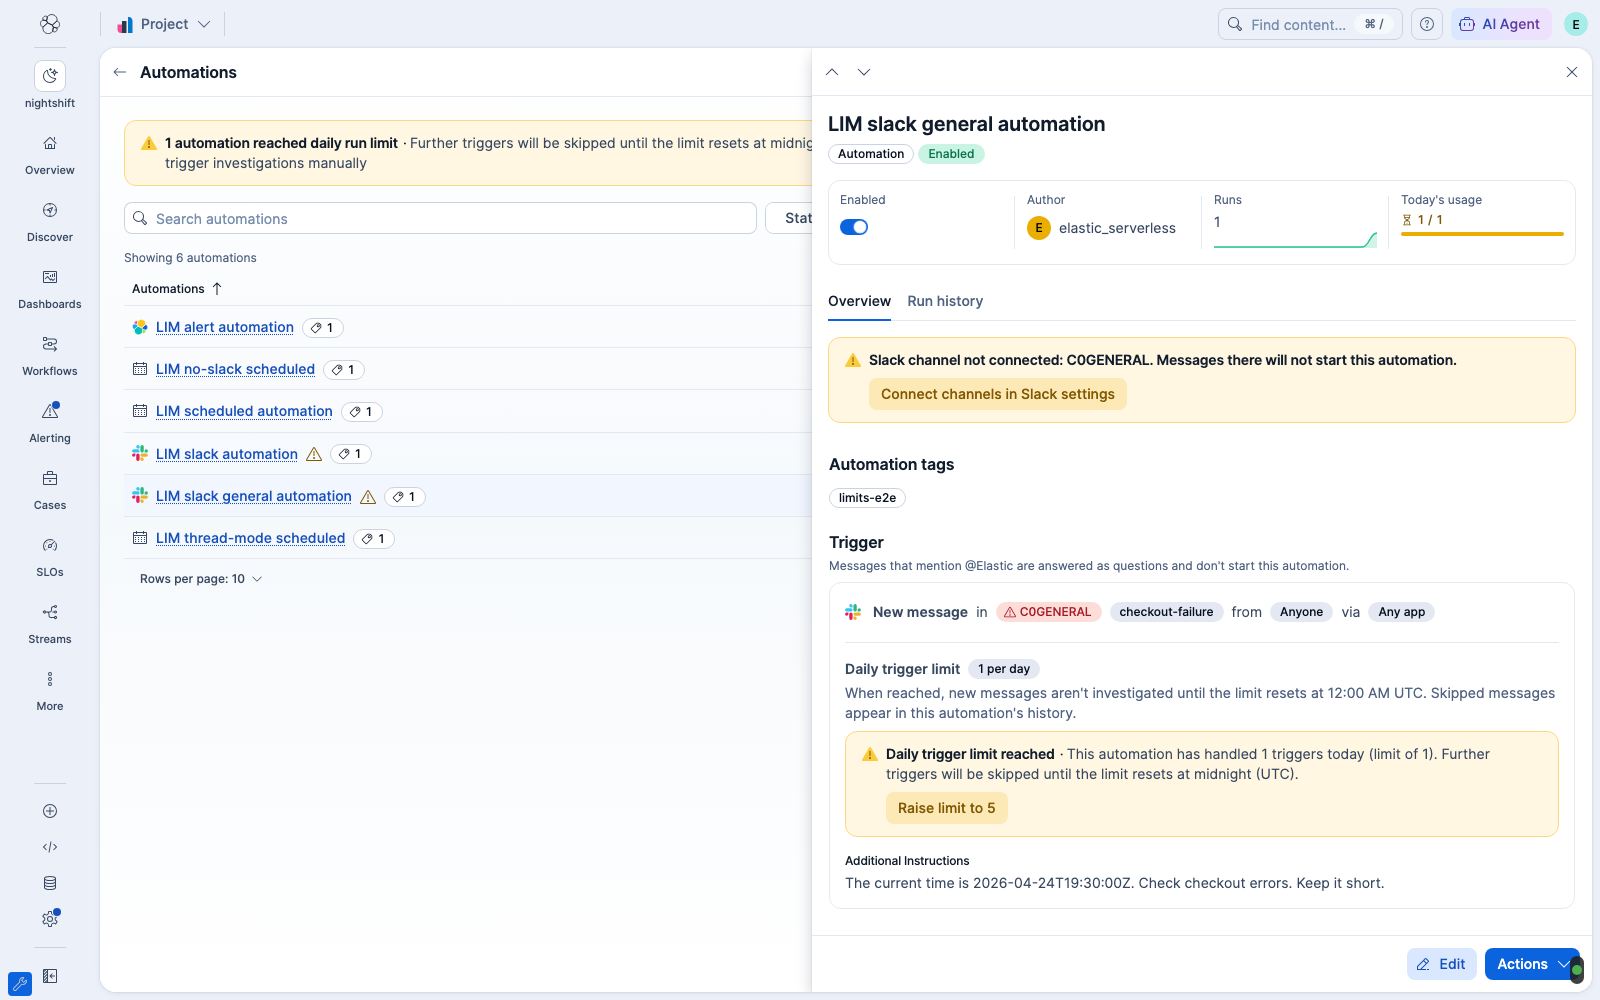 Project
Find content...
⌘ /
AI Agent
E
nightshift
Overview
Discover
Dashboards
Workflows
Alerting
Cases
SLOs
Streams
More
Automations
1 automation reached daily run limit · Further triggers will be skipped until the limit resets at
trigger investigations manually
Search automations
Showing 6 automations
Automations
LIM alert automation 1
LIM no-slack scheduled 1
LIM scheduled automation 1
LIM slack automation 1
LIM slack general automation 1
LIM thread-mode scheduled 1
Rows per page: 10
LIM slack general automation
Automation Enabled
Enabled
Author
E elastic_serverless
Runs
1
Today's usage
1 / 1
Overview Run history
Slack channel not connected: C0GENERAL. Messages there will not start this automation.
Connect channels in Slack settings
Automation tags
limits-e2e
Trigger
Messages that mention @Elastic are answered as questions and don't start this automation.
New message in C0GENERAL checkout-failure from Anyone via Any app
Daily trigger limit 1 per day
When reached, new messages aren't investigated until the limit resets at 12:00 AM UTC. Skipped messages
appear in this automation's history.
Daily trigger limit reached · This automation has handled 1 triggers today (limit of 1). Further
triggers will be skipped until the limit resets at midnight (UTC).
Raise limit to 5
Additional Instructions
The current time is 2026-04-24T19:30:00Z. Check checkout errors. Keep it short.
Edit
Actions